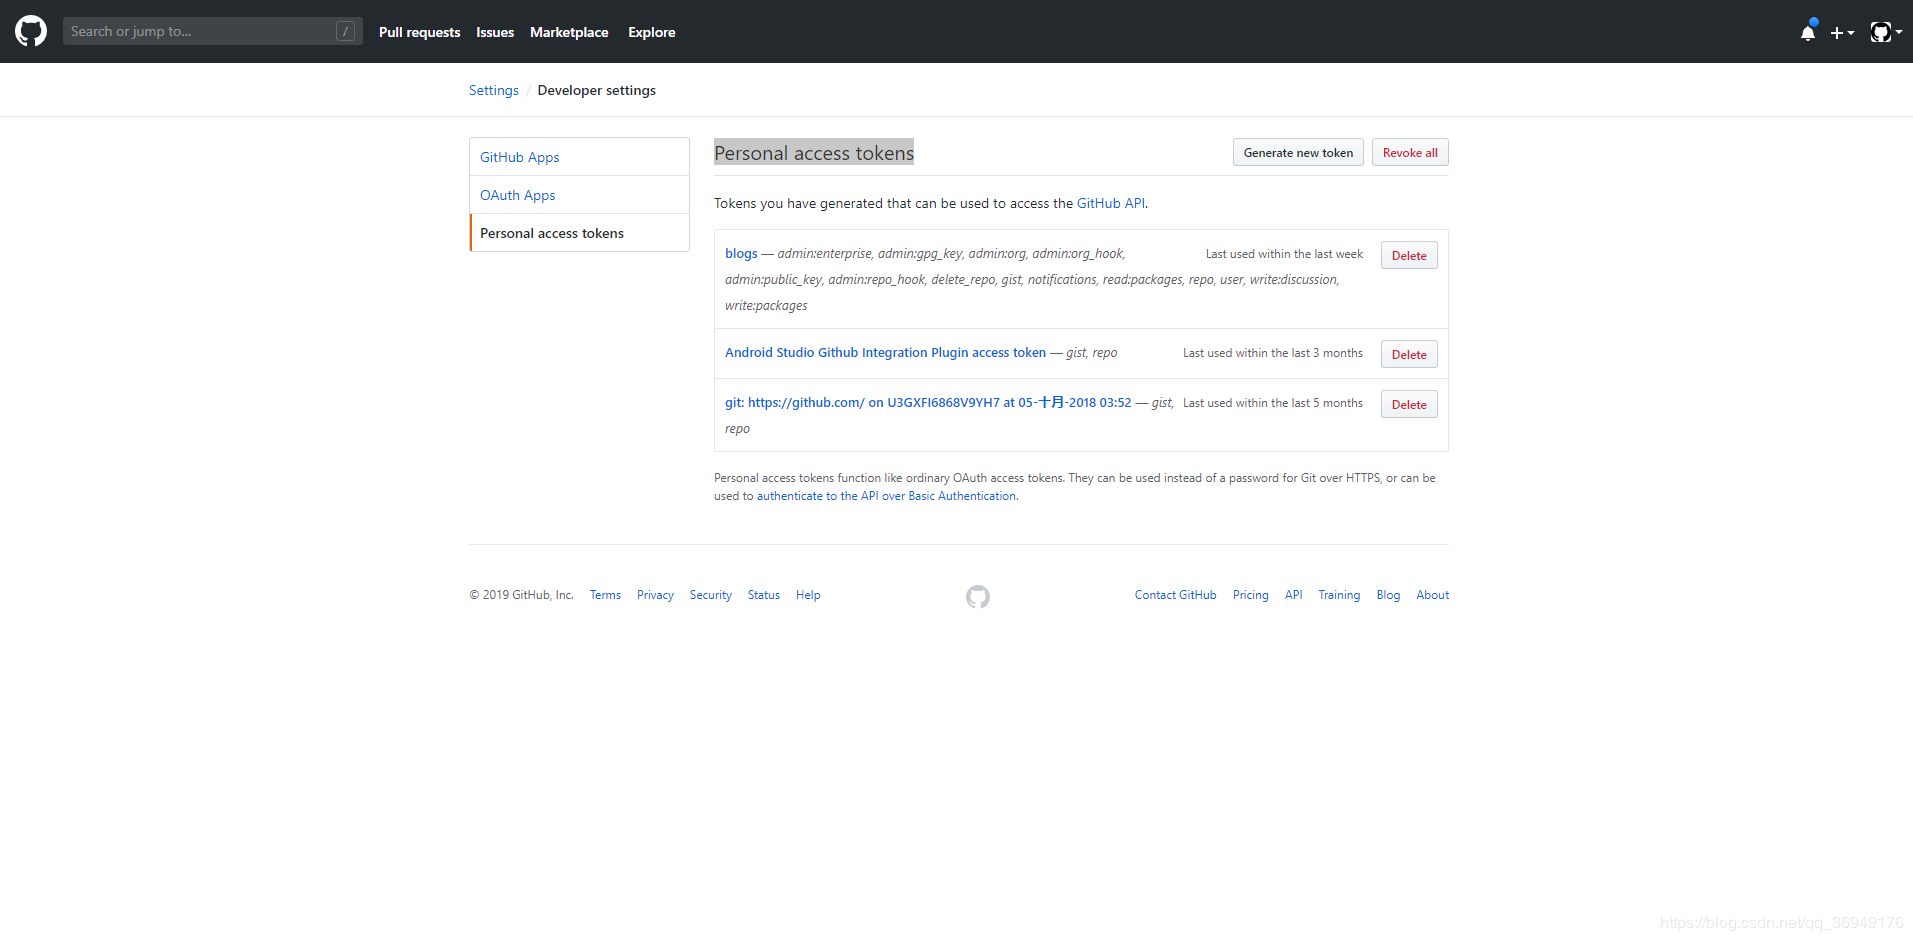 Search or jump to...
/
Pull requests
Issues
Marketplace
Explore
Settings / Developer settings
GitHub Apps
OAuth Apps
Personal access tokens
Personal access tokens
Generate new token
Revoke all
Tokens you have generated that can be used to access the GitHub API.
blogs — admin:enterprise, admin:gpg_key, admin:org, admin:org_hook,
admin:public_key, admin:repo_hook, delete_repo, gist, notifications, read:packages, repo, user, write:discussion,
write:packages
Last used within the last week
Delete
Android Studio Github Integration Plugin access token — gist, repo
Last used within the last 3 months
Delete
git: https://github.com/ on U3GXFI6868V9YH7 at 05-十月-2018 03:52 — gist,
repo
Last used within the last 5 months
Delete
Personal access tokens function like ordinary OAuth access tokens. They can be used instead of a password for Git over HTTPS, or can be
used to authenticate to the API over Basic Authentication.
© 2019 GitHub, Inc.
Terms
Privacy
Security
Status
Help
Contact GitHub
Pricing
API
Training
Blog
About
https://blog.csdn.net/qq_36949176